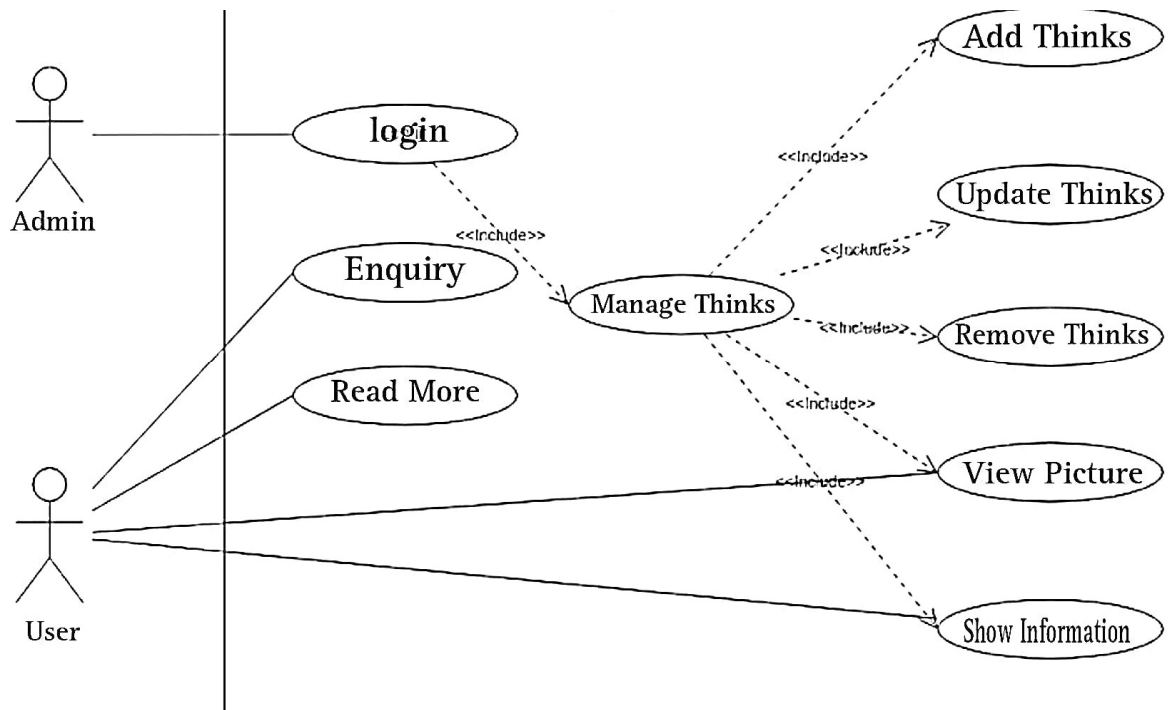 Add Thinks
login
<<Include>>
Admin
Update Thinks
<<Include>>
<<Include>>
Enquiry
Manage Thinks
<<Include>>
Remove Thinks
Read More
<<Include>>
View Picture
<<Include>>
User
Show Information